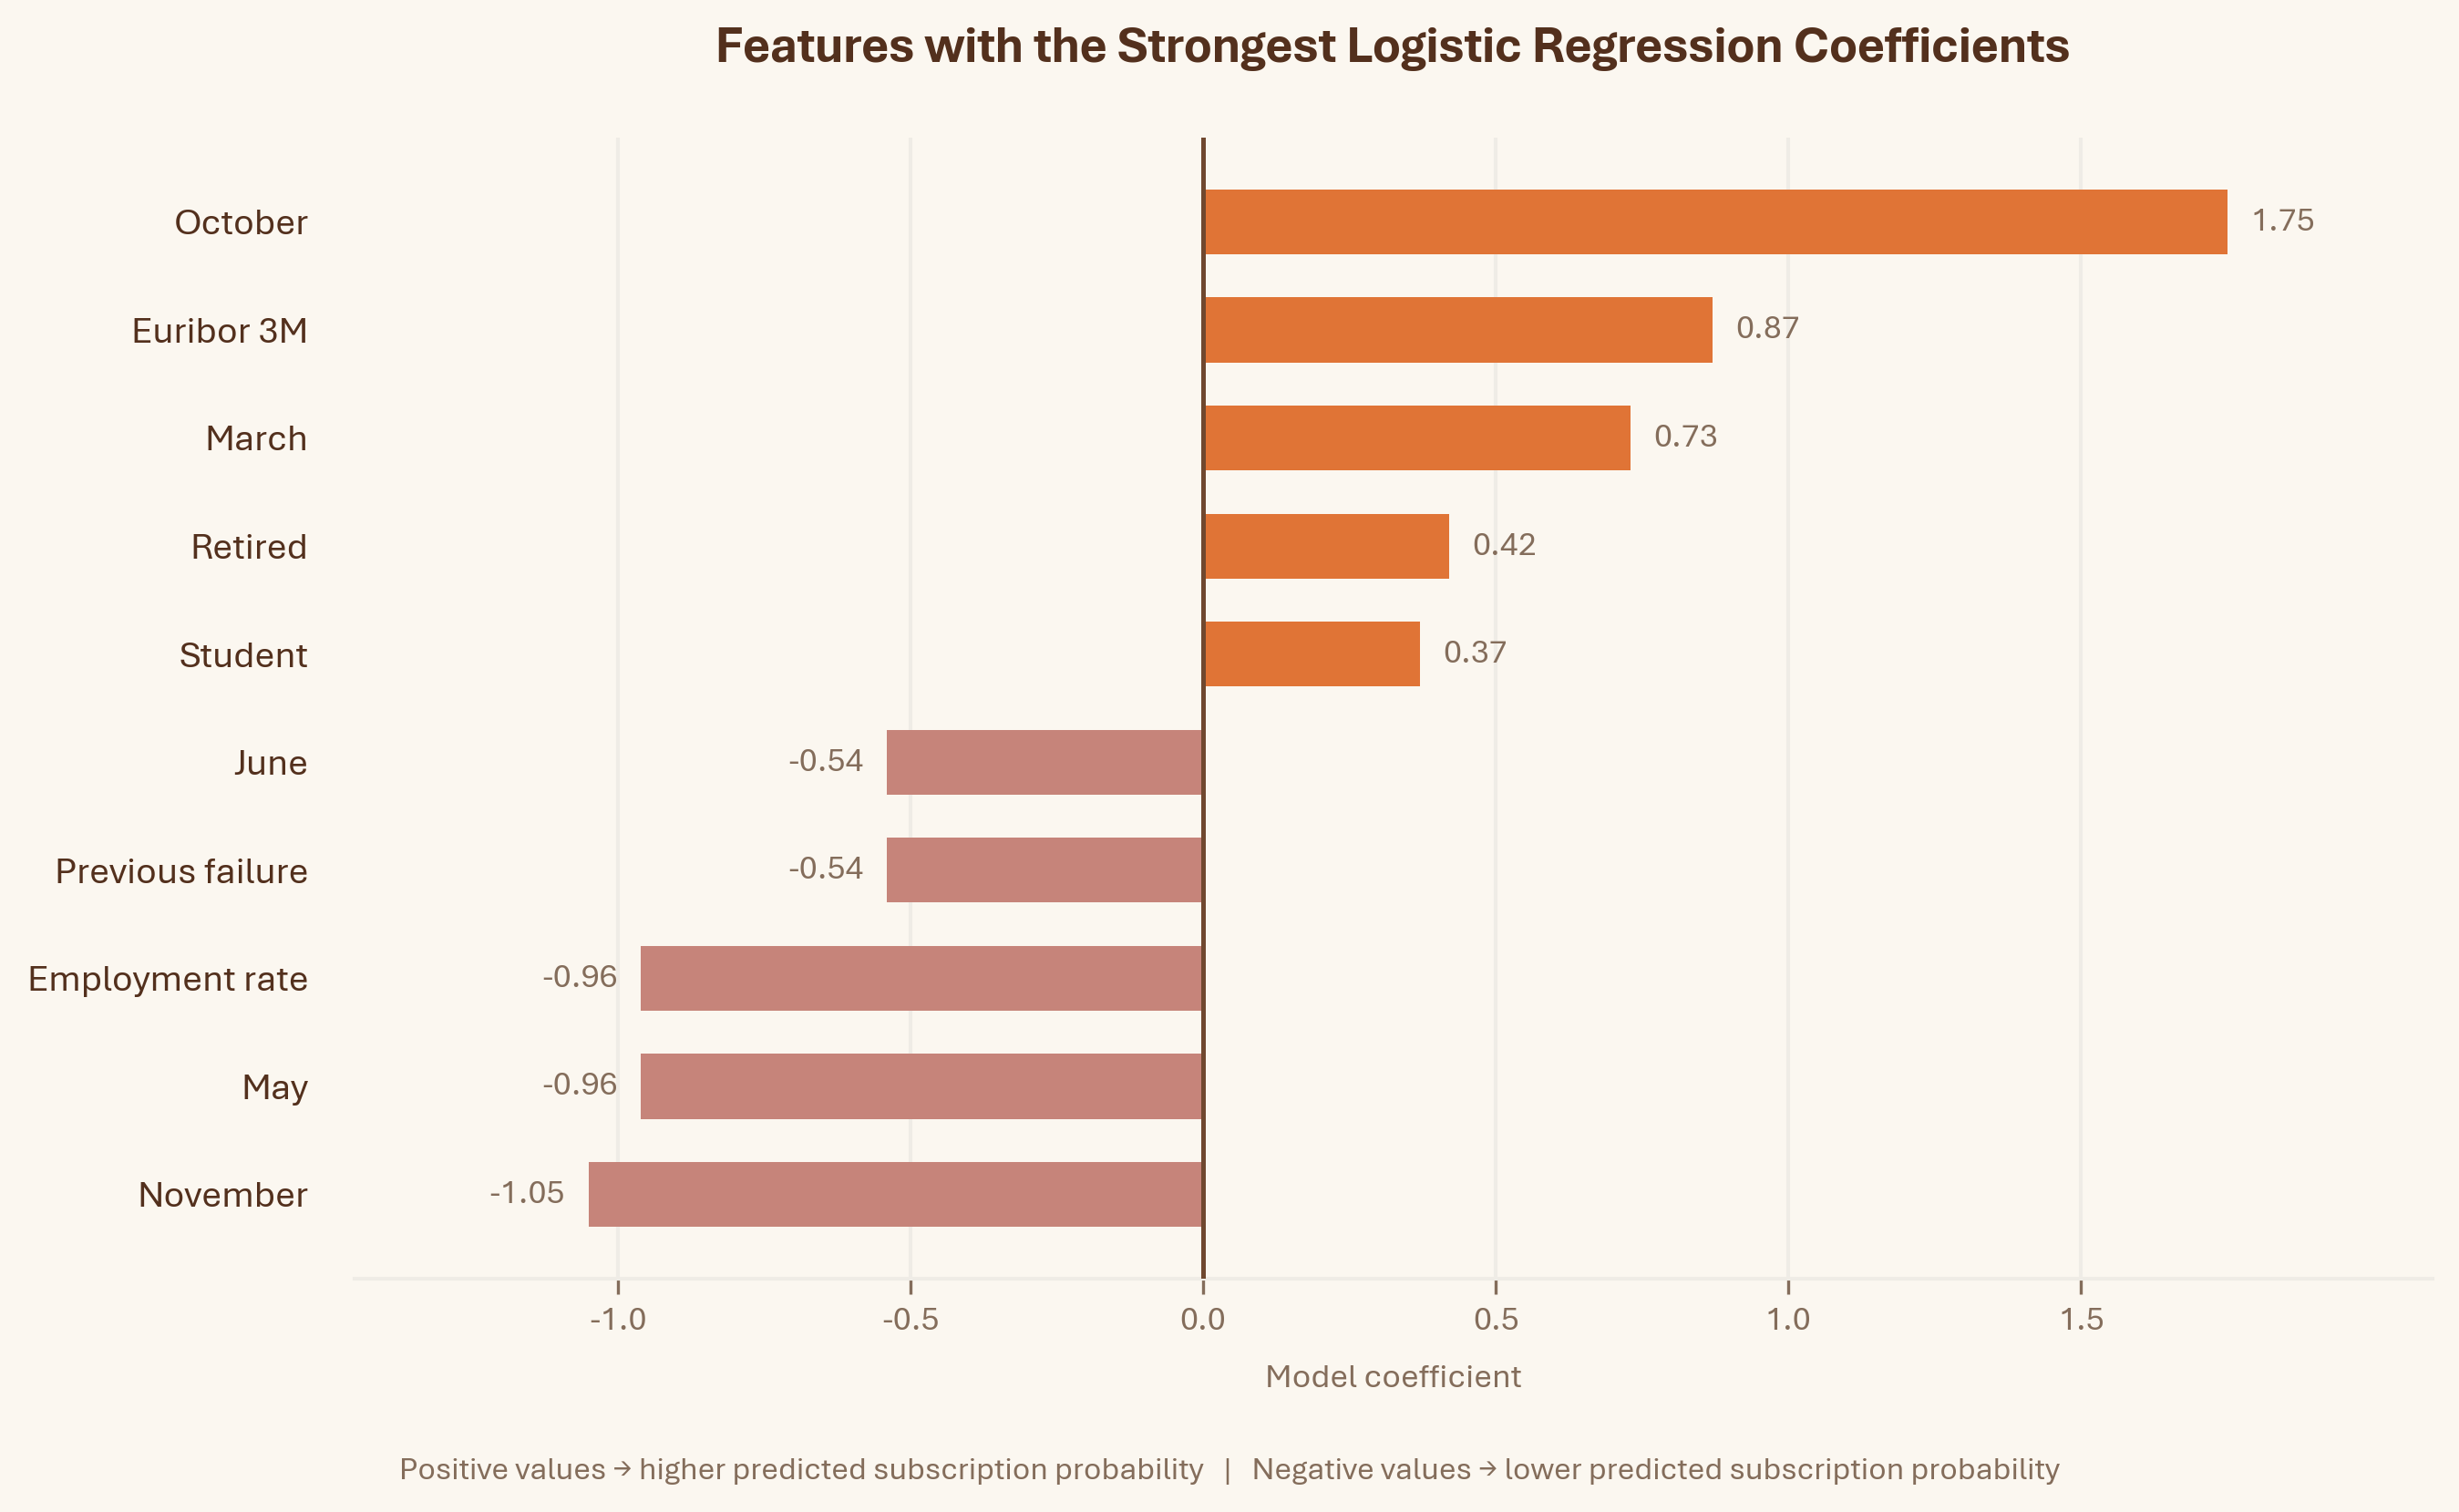 Features with the Strongest Logistic Regression Coefficients
October 1.75
Euribor 3M 0.87
March 0.73
Retired 0.42
Student 0.37
June -0.54
Previous failure -0.54
Employment rate -0.96
May -0.96
November -1.05
-1.0 -0.5 0.0 0.5 1.0 1.5
Model coefficient
Positive values → higher predicted subscription probability | Negative values → lower predicted subscription probability